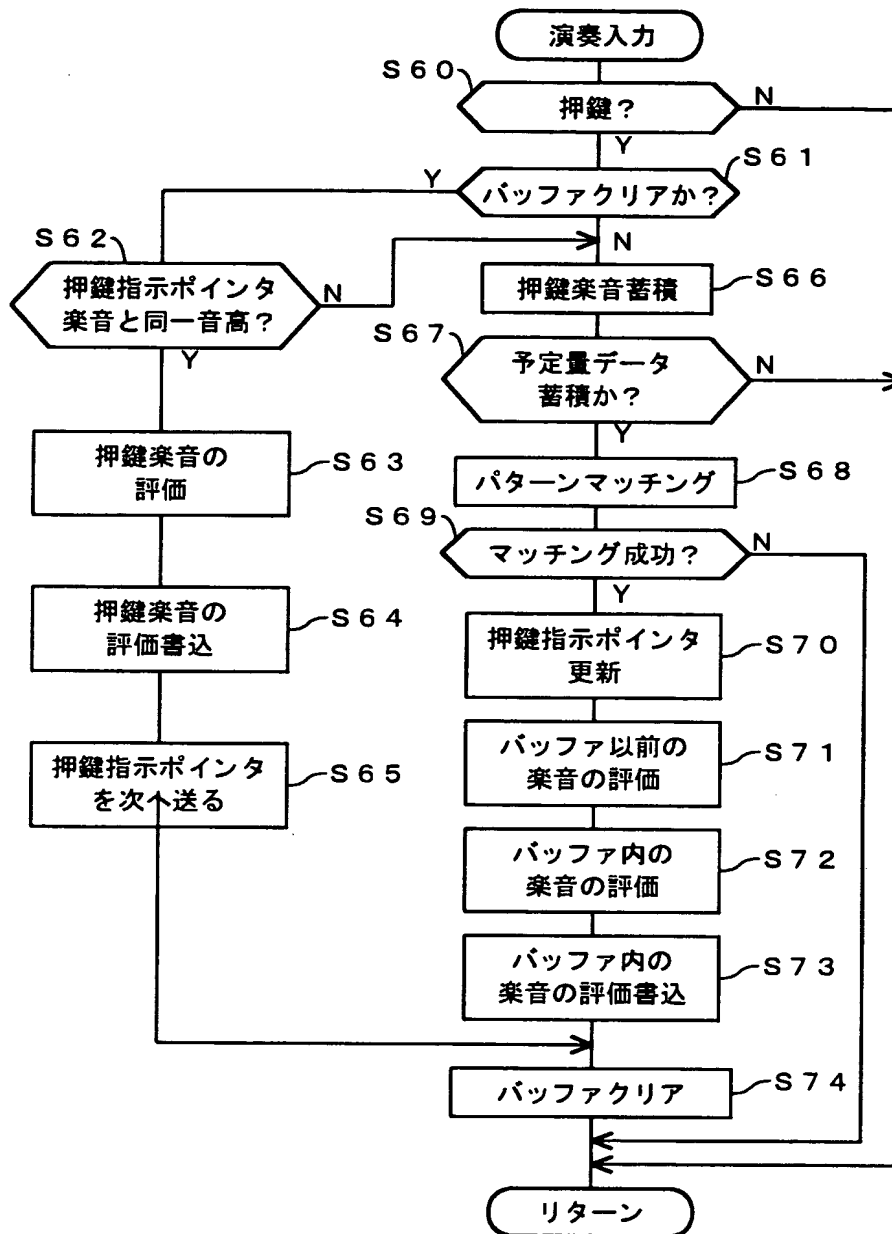 演奏入力
S60
押鍵?
N
Y
S61
バッファクリアか?
Y
N
S62
押鍵指示ポインタ
楽音と同一音高?
N
Y
S66
押鍵楽音蓄積
S67
予定量データ
蓄積か?
N
Y
S63
押鍵楽音の
評価
S68
パターンマッチング
S69
マッチング成功?
N
Y
S64
押鍵楽音の
評価書込
S70
押鍵指示ポインタ
更新
S65
押鍵指示ポインタ
を次へ送る
S71
バッファ以前の
楽音の評価
S72
バッファ内の
楽音の評価
S73
バッファ内の
楽音の評価書込
S74
バッファクリア
リターン